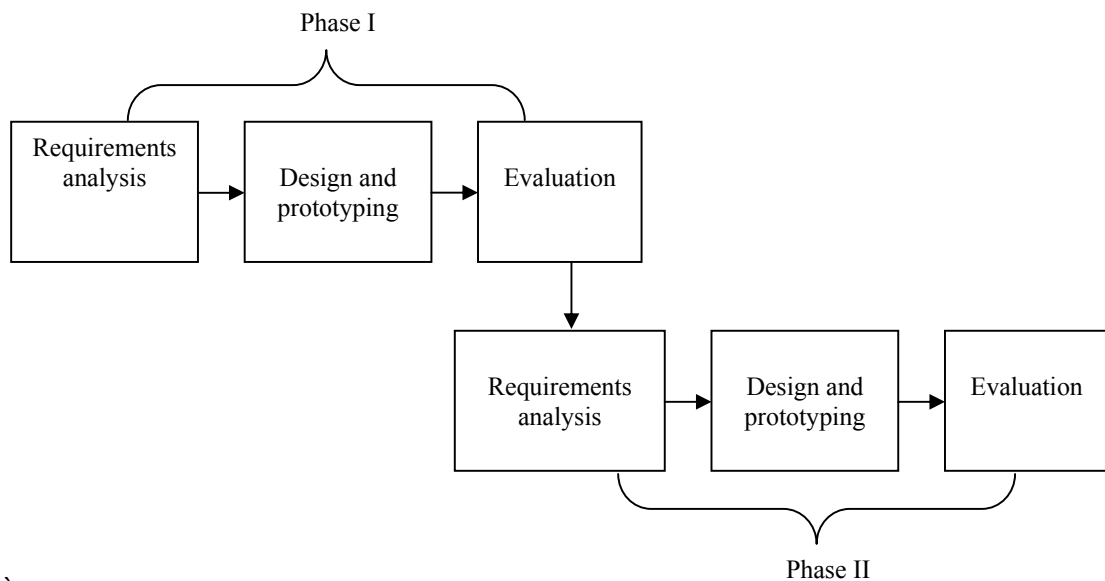 Phase I
Requirements
analysis
Design and
prototyping
Evaluation
Requirements
analysis
Design and
prototyping
Evaluation
Phase II